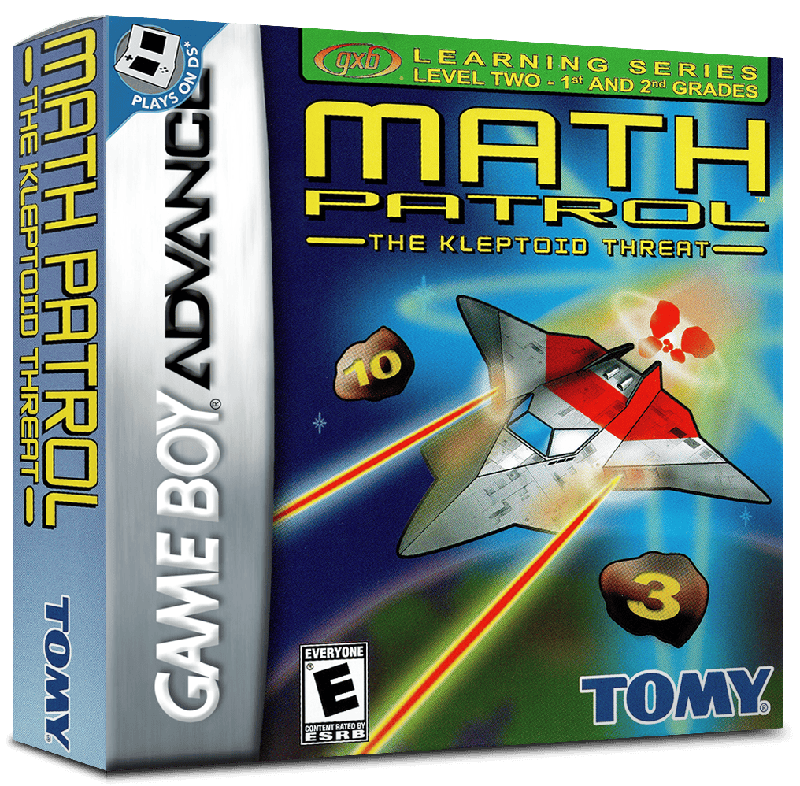 MATH PATROL
THE KLEPTOID THREAT
TOMY®
PLAYS ON DS*
GAME BOY ADVANCE
®
gxb
LEARNING SERIES
LEVEL TWO - 1st AND 2nd GRADES
MATH
PATROL™
THE KLEPTOID THREAT
10
3
EVERYONE
E
®
CONTENT RATED BY
ESRB
TOMY®